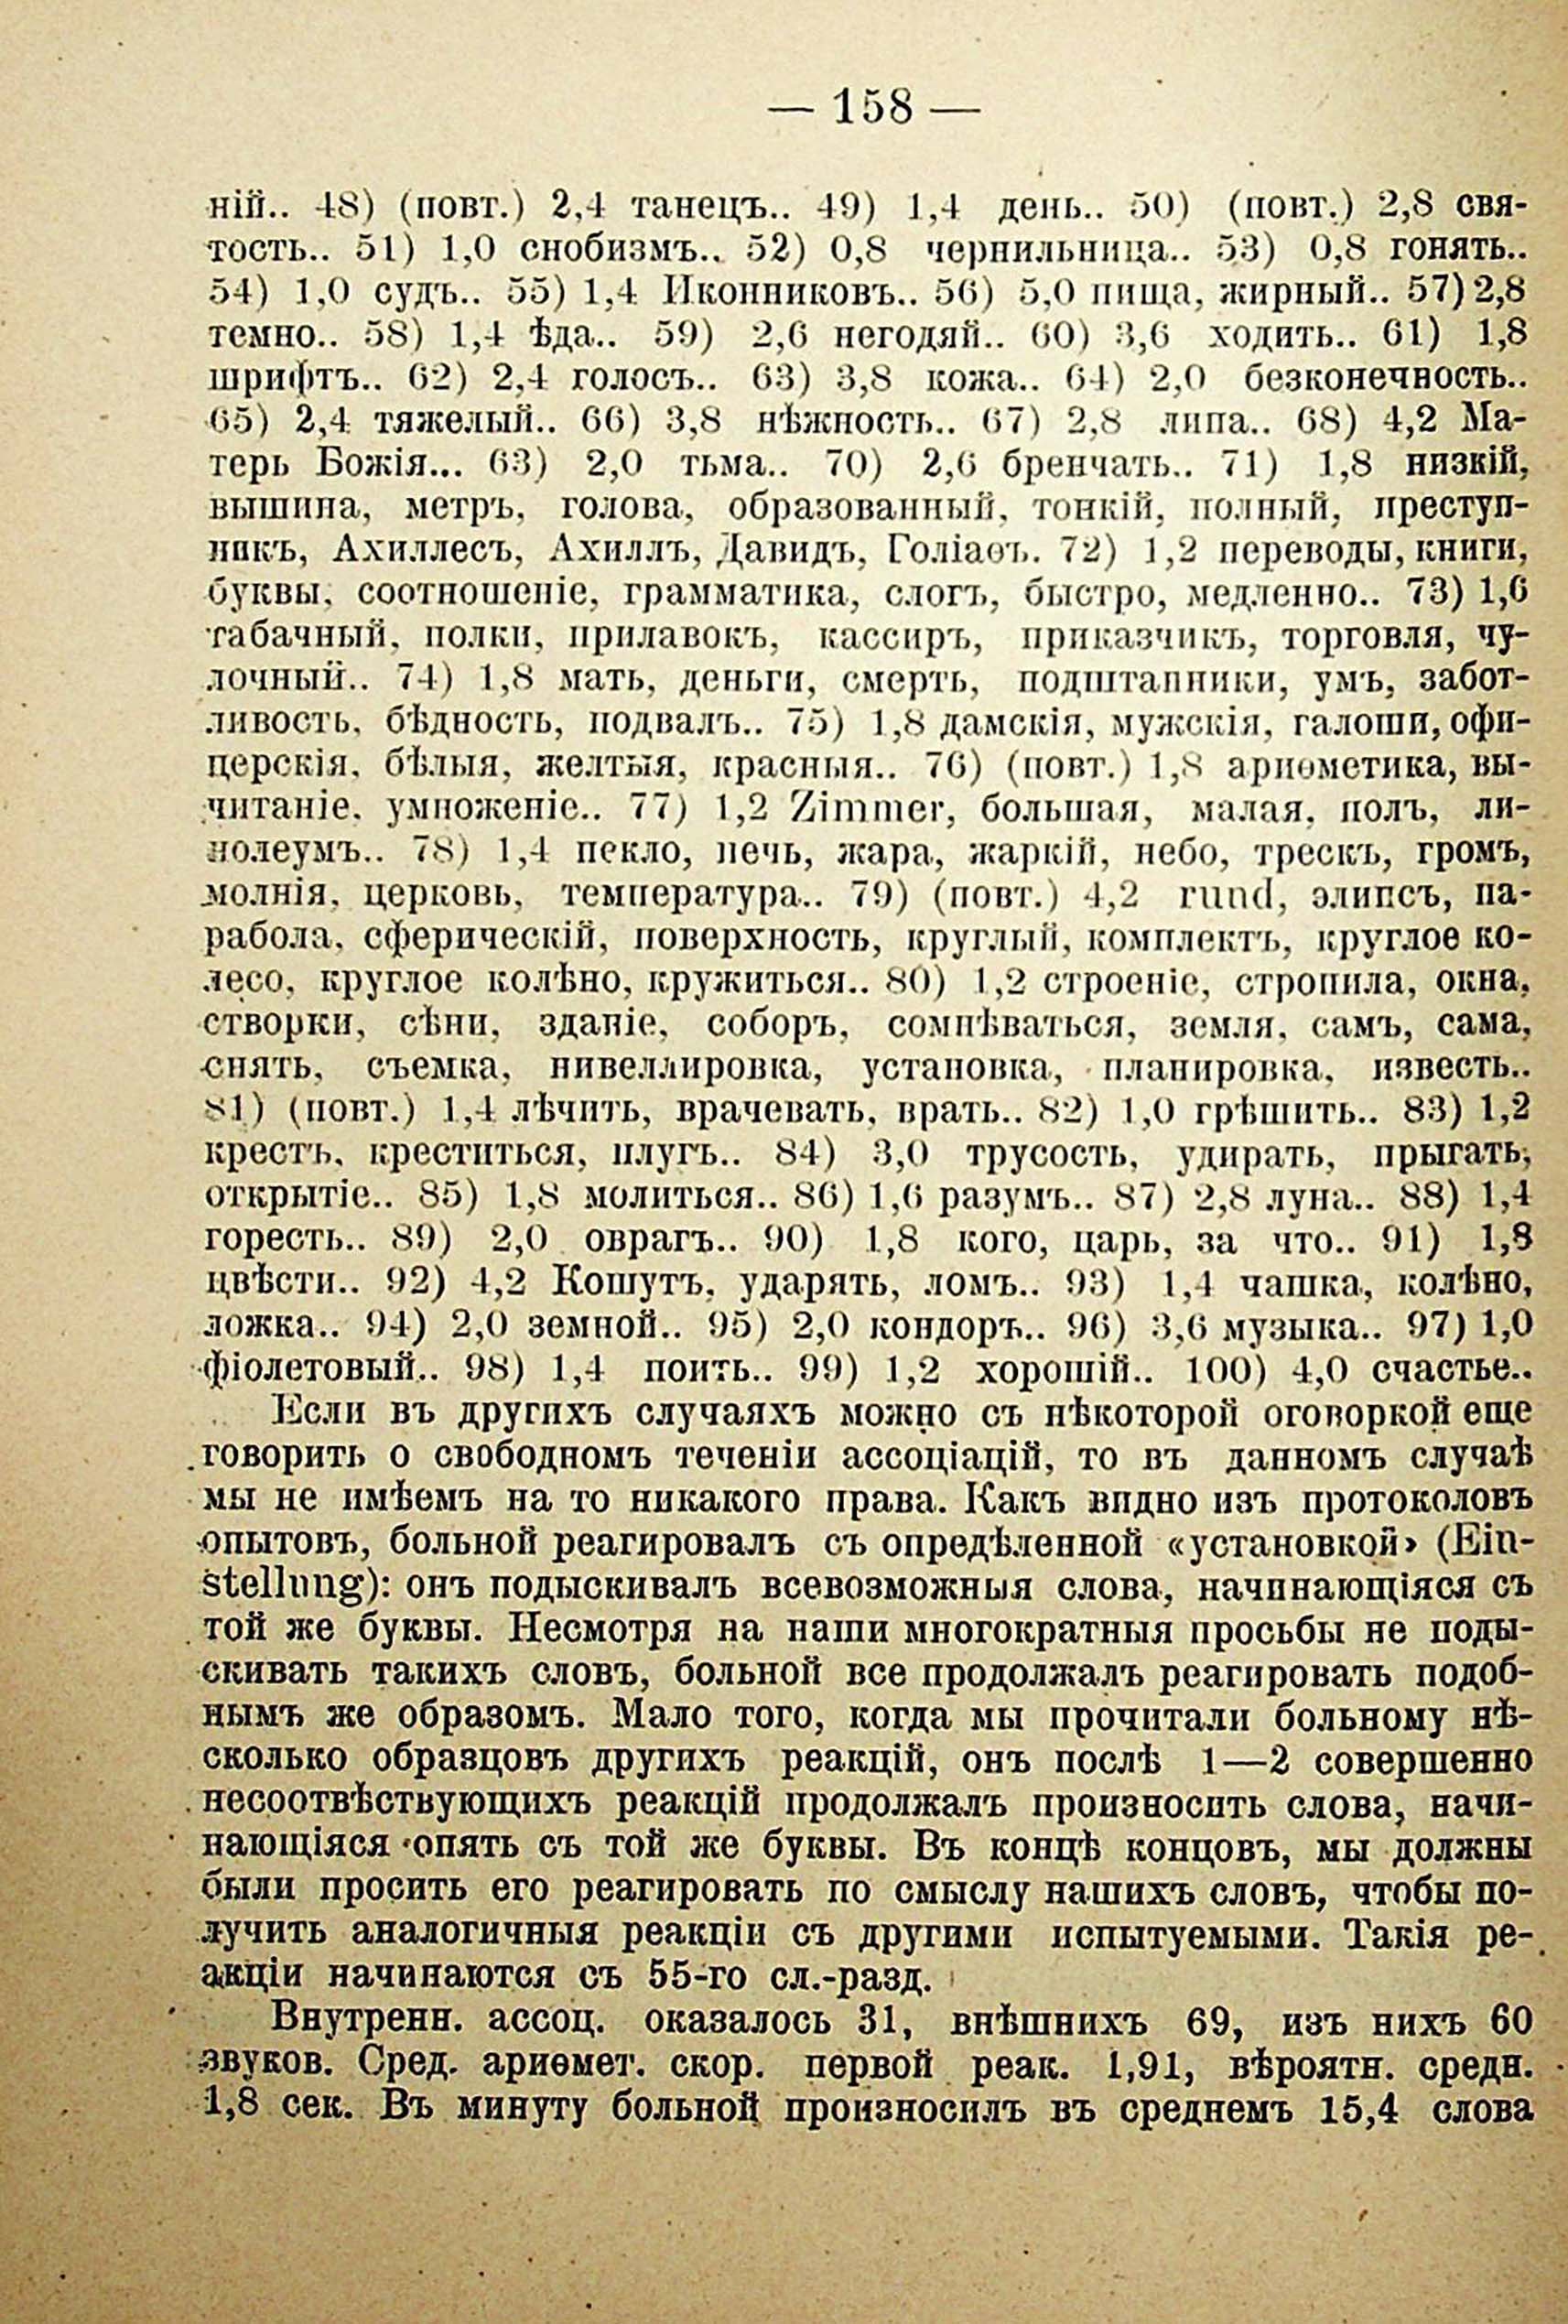 — 158 —
ній.. 48) (повт.) 2,4 танецъ.. 49) 1,4 день.. 50) (повт.) 2,8 свя-
тость.. 51) 1,0 снобизмъ.. 52) 0,8 чернильница.. 53) 0,8 гонять..
54) 1,0 судъ.. 55) 1,4 Иконниковъ.. 56) 5,0 пища, жирный.. 57) 2,8
темно.. 58) 1,4 ѣда.. 59) 2,6 негодяй.. 60) 3,6 ходить.. 61) 1,8
шрифтъ.. 62) 2,4 голосъ.. 63) 3,8 кожа.. 64) 2,0 безконечность..
65) 2,4 тяжелый.. 66) 3,8 нѣжность.. 67) 2,8 липа.. 68) 4,2 Ма-
терь Божія... 63) 2,0 тьма.. 70) 2,6 бренчать.. 71) 1,8 низкій,
вышина, метръ, голова, образованный, тонкій, полный, преступ-
никъ, Ахиллесъ, Ахиллъ, Давидъ, Голіаѳъ. 72) 1,2 переводы, книги,
буквы, соотношеніе, грамматика, слогъ, быстро, медленно.. 73) 1,6
табачный, полки, прилавокъ, кассиръ, приказчикъ, торговля, чу-
лочный.. 74) 1,8 мать, деньги, смерть, подштанники, умъ, забот-
ливость, бѣдность, подвалъ.. 75) 1,8 дамскія, мужскія, галоши, офи-
церскія, бѣлыя, желтыя, красныя.. 76) (повт.) 1,8 ариѳметика, вы-
читаніе, умноженіе.. 77) 1,2 Zimmer, большая, малая, полъ, ли-
нолеумъ.. 78) 1,4 пекло, печь, жара, жаркій, небо, трескъ, громъ,
молнія, церковь, температура.. 79) (повт.) 4,2 rund, элипсъ, па-
рабола, сферическій, поверхность, круглый, комплектъ, круглое ко-
лесо, круглое колѣно, кружиться.. 80) 1,2 строеніе, стропила, окна,
створки, сѣни, зданіе, соборъ, сомнѣваться, земля, самъ, сама,
снять, съемка, нивеллировка, установка, планировка, известь..
81) (повт.) 1,4 лѣчить, врачевать, врать.. 82) 1,0 грѣшить.. 83) 1,2
крестъ, креститься, плугъ.. 84) 3,0 трусость, удирать, прыгать,
открытіе.. 85) 1,8 молиться.. 86) 1,6 разумъ.. 87) 2,8 луна.. 88) 1,4
горесть.. 89) 2,0 оврагъ.. 90) 1,8 кого, царь, за что.. 91) 1,8
цвѣсти.. 92) 4,2 Кошутъ, ударять, ломъ.. 93) 1,4 чашка, колѣно,
ложка.. 94) 2,0 земной.. 95) 2,0 кондоръ.. 96) 3,6 музыка.. 97) 1,0
фіолетовый.. 98) 1,4 поить.. 99) 1,2 хорошій.. 100) 4,0 счастье..
Если въ другихъ случаяхъ можно съ нѣкоторой оговоркой еще
говорить о свободномъ теченіи ассоціацій, то въ данномъ случаѣ
мы не имѣемъ на то никакого права. Какъ видно изъ протоколовъ
опытовъ, больной реагировалъ съ опредѣленной «установкой» (Ein-
stellung): онъ подыскивалъ всевозможныя слова, начинающіяся съ
той же буквы. Несмотря на наши многократныя просьбы не поды-
скивать такихъ словъ, больной все продолжалъ реагировать подоб-
нымъ же образомъ. Мало того, когда мы прочитали больному нѣ-
сколько образцовъ другихъ реакцій, онъ послѣ 1—2 совершенно
несоотвѣствующихъ реакцій продолжалъ произносить слова, начи-
нающіяся опять съ той же буквы. Въ концѣ концовъ, мы должны
были просить его реагировать по смыслу нашихъ словъ, чтобы по-
лучить аналогичныя реакціи съ другими испытуемыми. Такія ре-
акціи начинаются съ 55-го сл.-разд.
Внутренн. ассоц. оказалось 31, внѣшнихъ 69, изъ нихъ 60
звуков. Сред. ариѳмет. скор. первой реак. 1,91, вѣроятн. средн.
1,8 сек. Въ минуту больной произносилъ въ среднемъ 15,4 слова